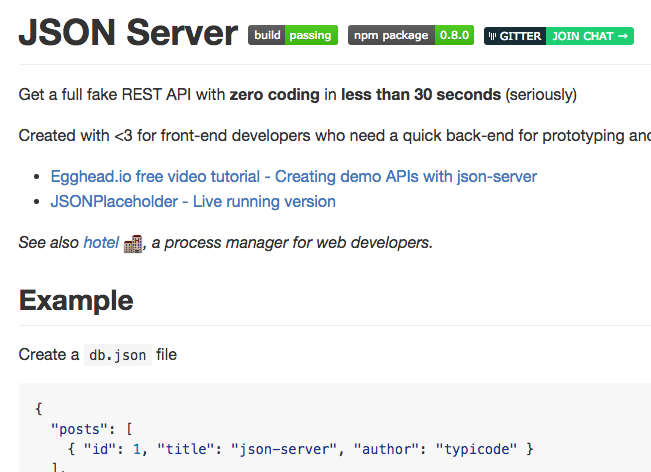 JSON Server build passing npm package 0.8.0 GITTER JOIN CHAT →
Get a full fake REST API with zero coding in less than 30 seconds (seriously)
Created with <3 for front-end developers who need a quick back-end for prototyping and
• Egghead.io free video tutorial - Creating demo APIs with json-server
• JSONPlaceholder - Live running version
See also hotel 🏨, a process manager for web developers.
Example
Create a db.json file
{
"posts": [
{ "id": 1, "title": "json-server", "author": "typicode" }
],